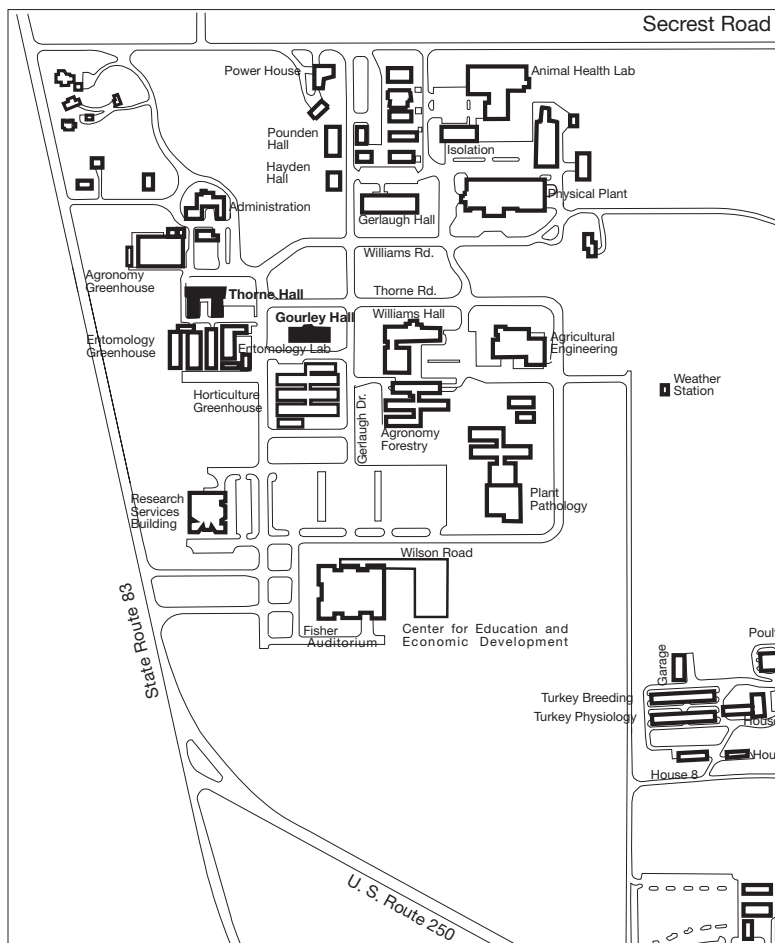 Secrest Road
Power House
Animal Health Lab
Pounden
Hall
Isolation
Hayden
Hall
Physical Plant
Administration
Gerlaugh Hall
Williams Rd.
Agronomy
Greenhouse
Thorne Rd.
Thorne Hall
Gourley Hall
Williams Hall
Entomology
Greenhouse
Entomology Lab
Agricultural
Engineering
Weather
Station
Horticulture
Greenhouse
Gerlaugh Dr.
Agronomy
Forestry
Research
Services
Building
Plant
Pathology
Wilson Road
State Route 83
Fisher
Auditorium
Center for Education and
Economic Development
Garage
Poul
Turkey Breeding
Turkey Physiology
House
Hou
House 8
U. S. Route 250